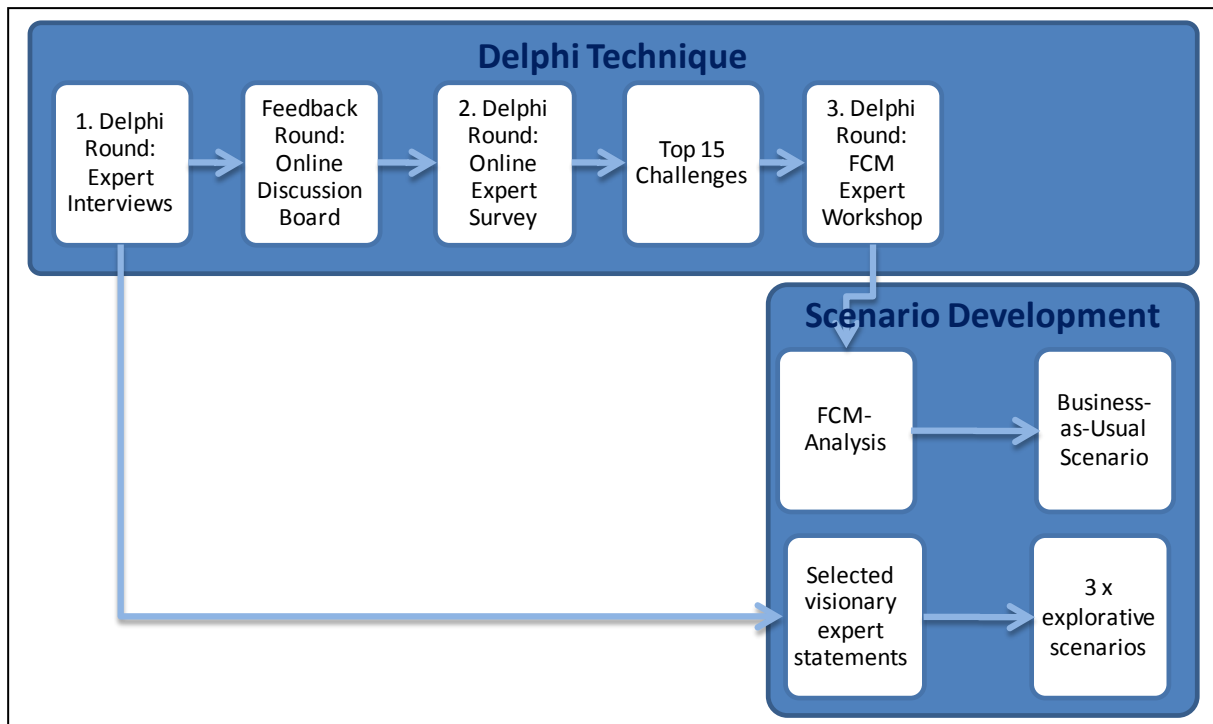 Delphi Technique
1. Delphi
Round:
Expert
Interviews
Feedback
Round:
Online
Discussion
Board
2. Delphi
Round:
Online
Expert
Survey
Top 15
Challenges
3. Delphi
Round:
FCM
Expert
Workshop
Scenario Development
FCM-
Analysis
Business-
as-Usual
Scenario
Selected
visionary
expert
statements
3 x
explorative
scenarios